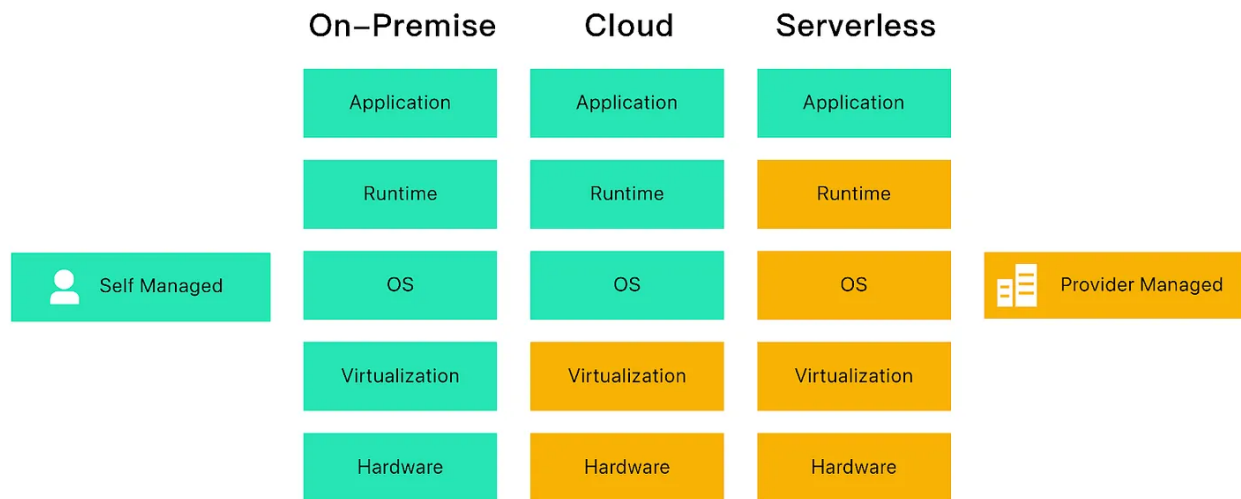 On-Premise
Cloud
Serverless
Application
Application
Application
Runtime
Runtime
Runtime
Self Managed
OS
OS
OS
Provider Managed
Virtualization
Virtualization
Virtualization
Hardware
Hardware
Hardware